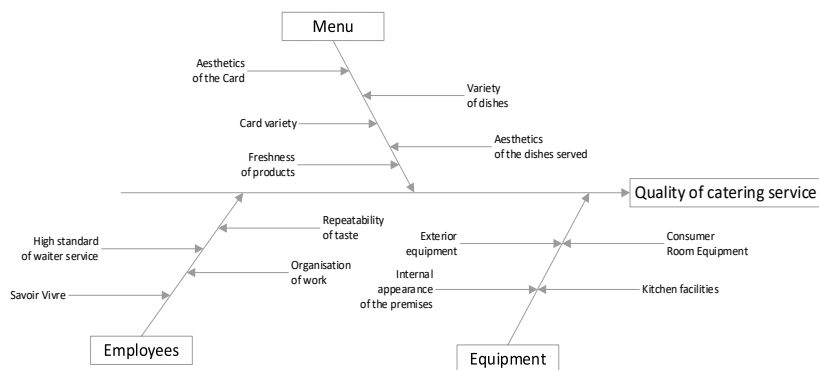 Menu
Aesthetics
of the Card
Variety
of dishes
Card variety
Aesthetics
of the dishes served
Freshness
of products
Quality of catering service
Repeatability
of taste
High standard
of waiter service
Organisation
of work
Savoir Vivre
Employees
Exterior
equipment
Consumer
Room Equipment
Internal
appearance
of the premises
Kitchen facilities
Equipment